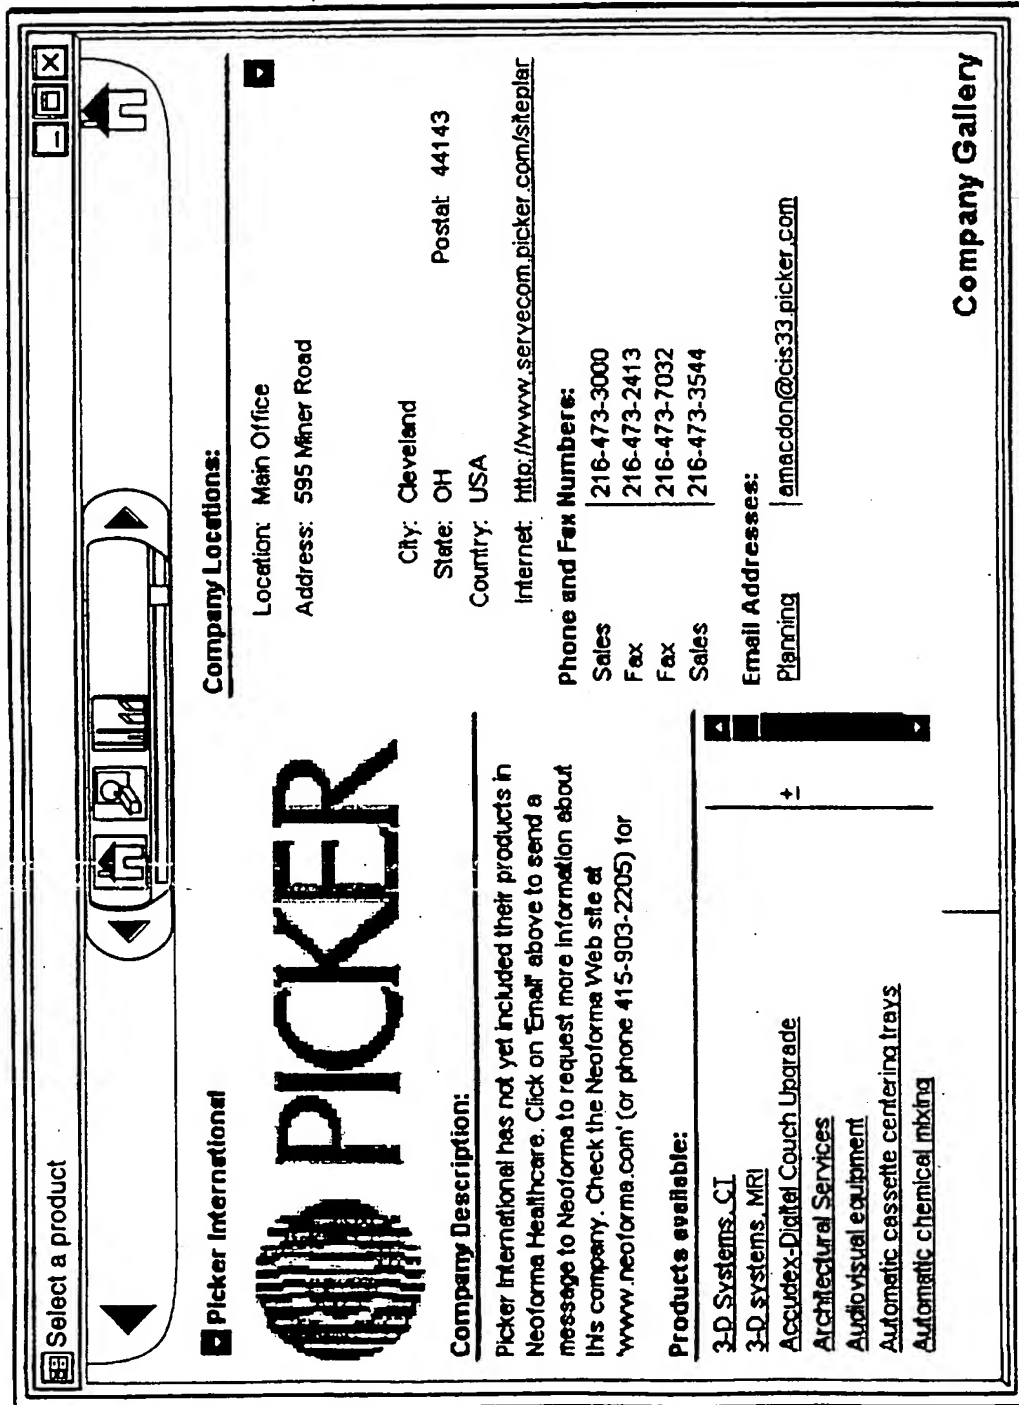 Select a product
Picker International
PICKER
Company Description:
Picker International has not yet included their products in
Neoforma Healthcare. Click on 'Email' above to send a
message to Neoforma to request more information about
this company. Check the Neoforma Web site at
'www.neoforma.com' (or phone 415-903-2205) for
Products available:
3-D Systems, CT
3-D systems, MRI
Accudex-Digital Couch Upgrade
±
Architectural Services
Audiovisual equipment
Automatic cassette centering trays
Automatic chemical mixing
Company Locations:
Location: Main Office
Address: 595 Miner Road
City: Cleveland
State: OH Postal: 44143
Country: USA
Internet: http://www.servecom.picker.com/siteplar
Phone and Fax Numbers:
Sales 216-473-3000
Fax 216-473-2413
Fax 216-473-7032
Sales 216-473-3544
Email Addresses:
Planning amacdon@cis33.picker.com
Company Gallery